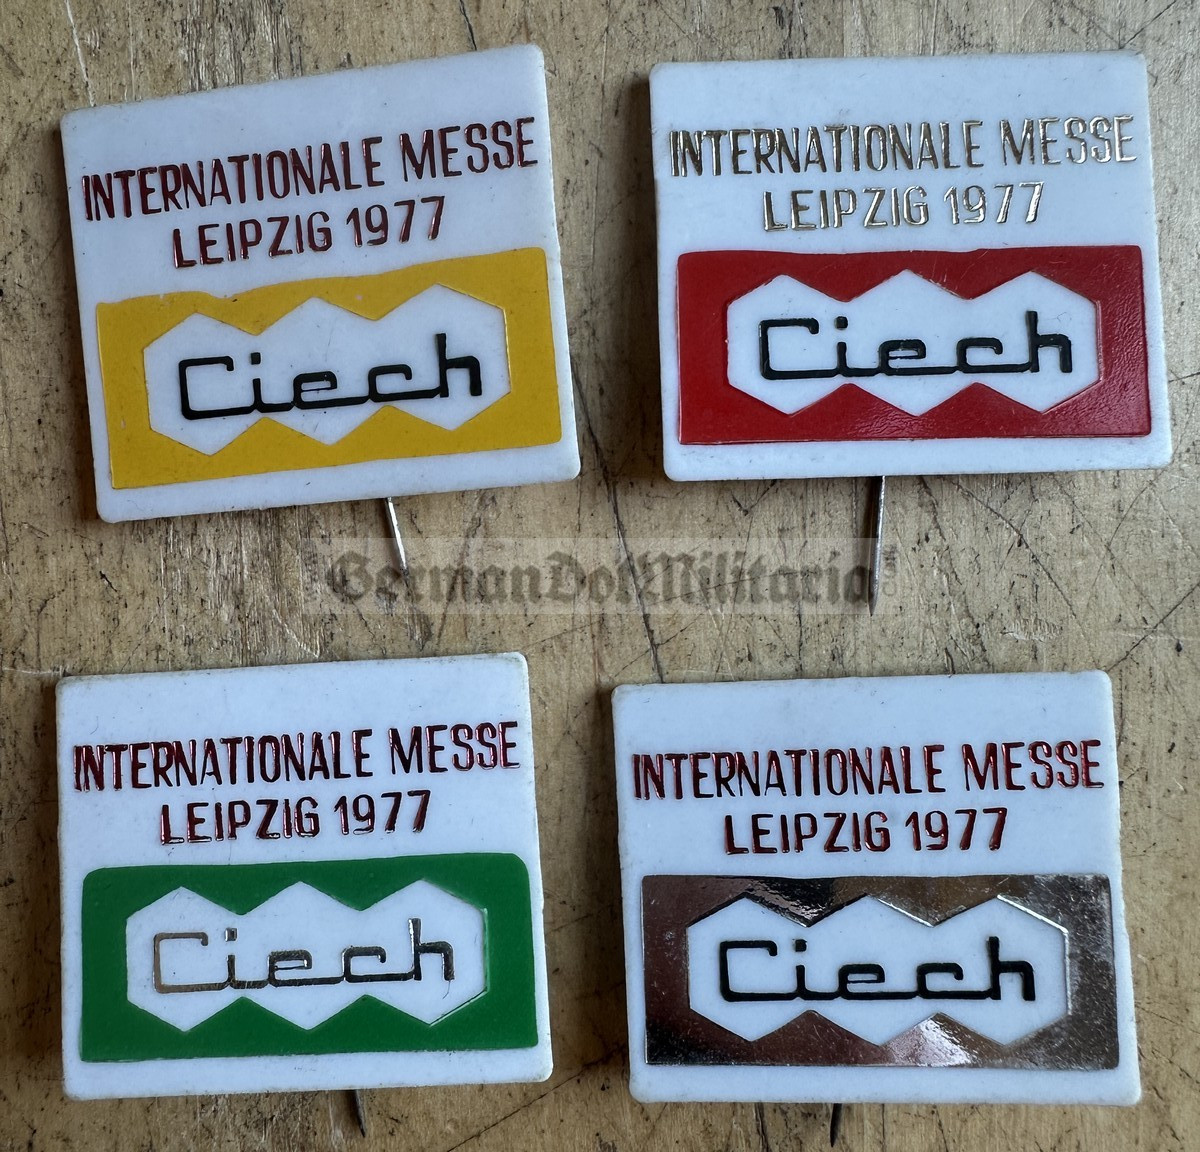 INTERNATIONALE MESSE
LEIPZIG 1977
Ciech
INTERNATIONALE MESSE
LEIPZIG 1977
Ciech
GermanDotMilitaria
INTERNATIONALE MESSE
LEIPZIG 1977
Ciech
INTERNATIONALE MESSE
LEIPZIG 1977
Ciech